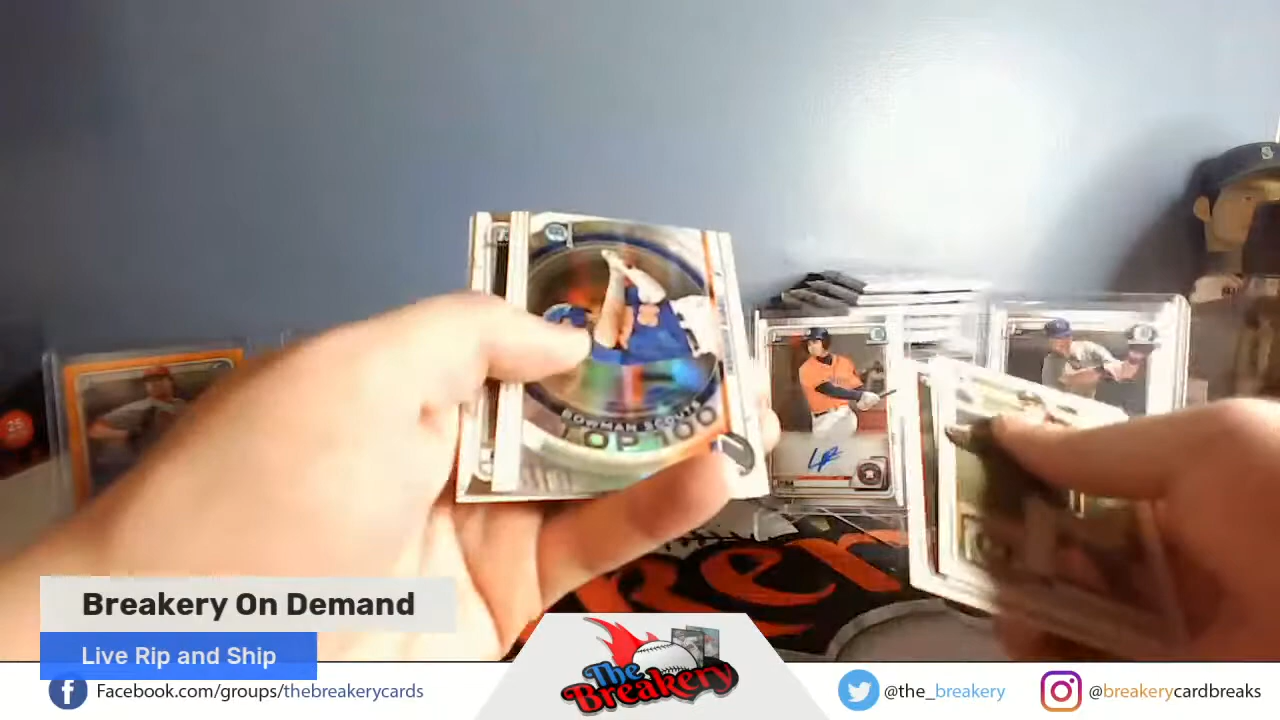 S
BOWMAN SCOUTS
TOP 100
25
Breakery On Demand
Live Rip and Ship
The
Breakery
Facebook.com/groups/thebreakerycards
@the_breakery
@breakerycardbreaks